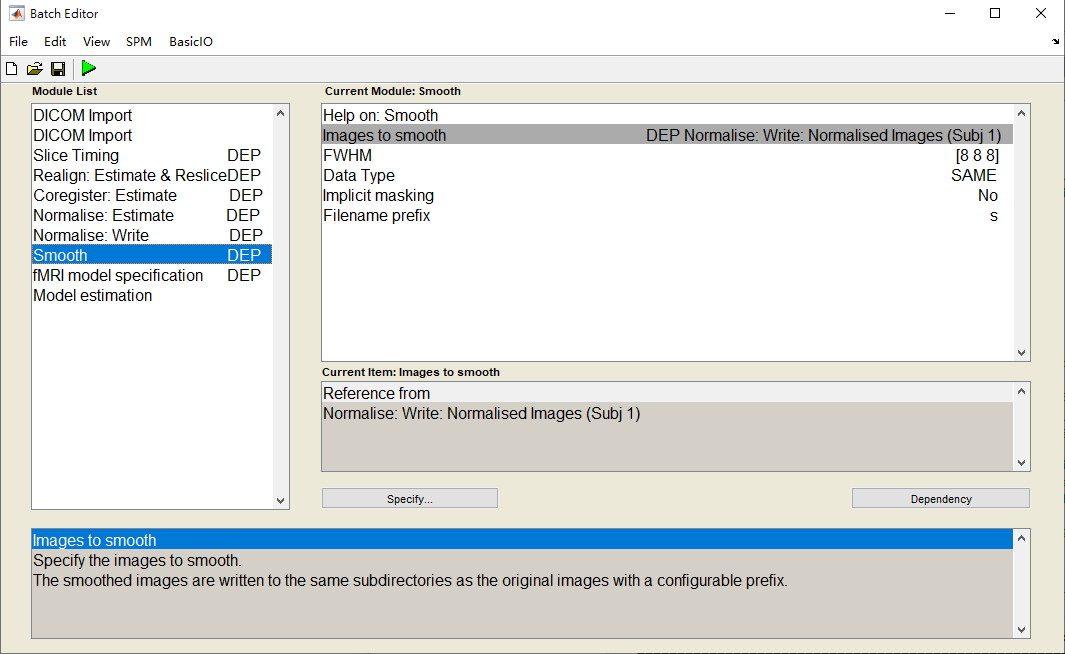 Batch Editor
File Edit View SPM BasicIO
Module List
DICOM Import
DICOM Import
Slice Timing DEP
Realign: Estimate & Reslice DEP
Coregister: Estimate DEP
Normalise: Estimate DEP
Normalise: Write DEP
Smooth DEP
fMRI model specification DEP
Model estimation
Current Module: Smooth
Help on: Smooth
Images to smooth DEP Normalise: Write: Normalised Images (Subj 1)
FWHM [8 8 8]
Data Type SAME
Implicit masking No
Filename prefix s
Current Item: Images to smooth
Reference from
Normalise: Write: Normalised Images (Subj 1)
Specify... Dependency
Images to smooth
Specify the images to smooth.
The smoothed images are written to the same subdirectories as the original images with a configurable prefix.